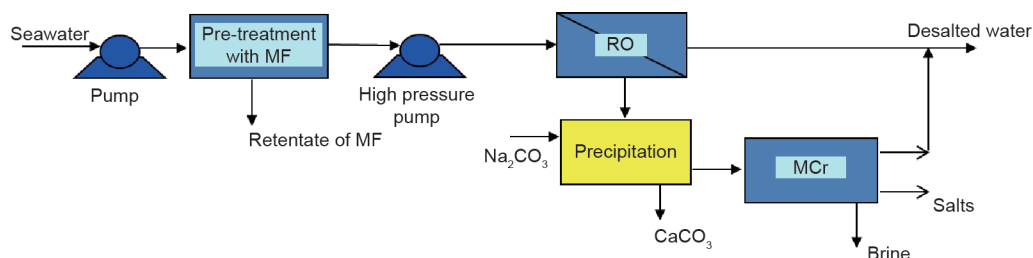 Seawater
Pump
Pre-treatment
with MF
Retentate of MF
High pressure
pump
RO
Desalted water
Na₂CO₃
Precipitation
CaCO₃
MCr
Salts
Brine